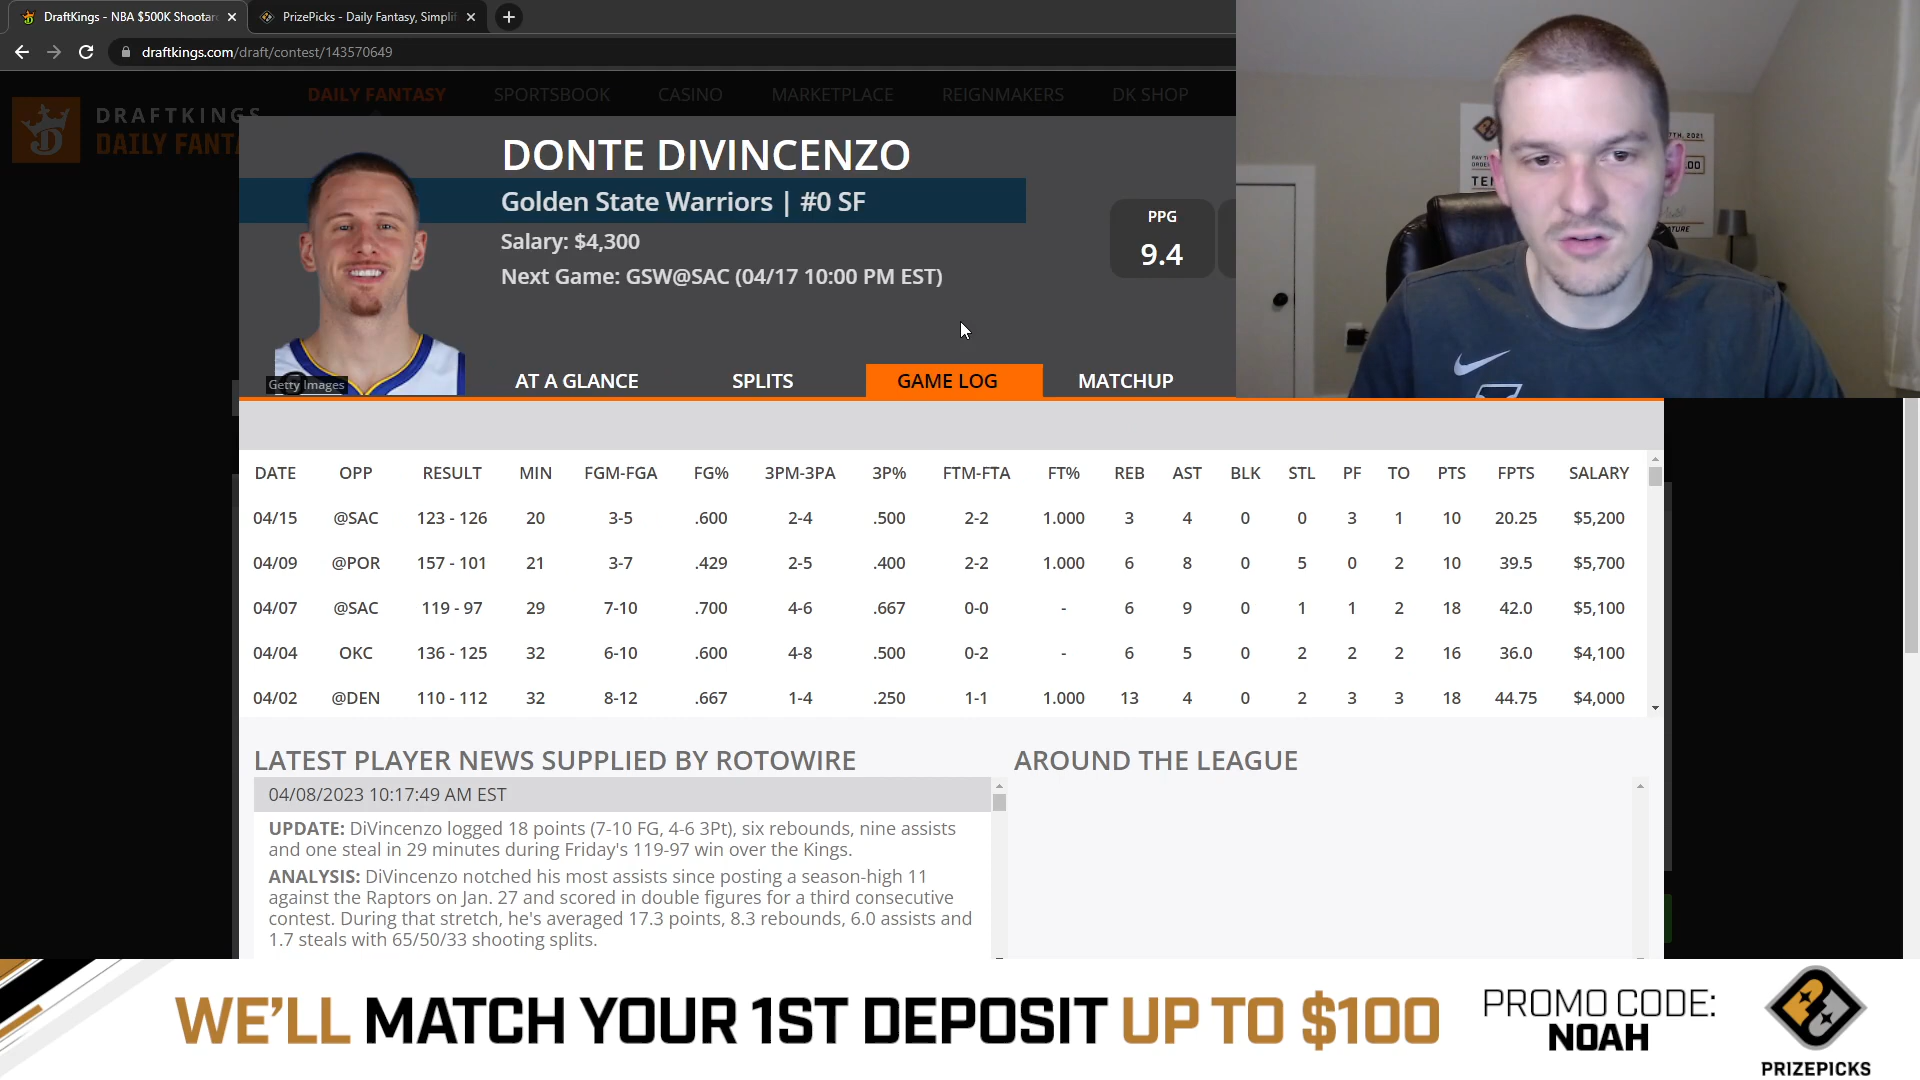 DraftKings - NBA $500K Shootar
PrizePicks - Daily Fantasy, Simplif
draftkings.com/draft/contest/143570649
DRAFTKINGS
DAILY FANTA
DAILY FANTASY SPORTSBOOK CASINO MARKETPLACE REIGNMAKERS DK SHOP
DONTE DIVINCENZO
Golden State Warriors | #0 SF
Salary: $4,300
Next Game: GSW@SAC (04/17 10:00 PM EST)
PPG
9.4
Getty Images
AT A GLANCE SPLITS GAME LOG MATCHUP
DATE OPP RESULT MIN FGM-FGA FG% 3PM-3PA 3P% FTM-FTA FT% REB AST BLK STL PF TO PTS FPTS SALARY
04/15 @SAC 123 - 126 20 3-5 .600 2-4 .500 2-2 1.000 3 4 0 0 3 1 10 20.25 $5,200
04/09 @POR 157 - 101 21 3-7 .429 2-5 .400 2-2 1.000 6 8 0 5 0 2 10 39.5 $5,700
04/07 @SAC 119 - 97 29 7-10 .700 4-6 .667 0-0 - 6 9 0 1 1 2 18 42.0 $5,100
04/04 OKC 136 - 125 32 6-10 .600 4-8 .500 0-2 - 6 5 0 2 2 2 16 36.0 $4,100
04/02 @DEN 110 - 112 32 8-12 .667 1-4 .250 1-1 1.000 13 4 0 2 3 3 18 44.75 $4,000
LATEST PLAYER NEWS SUPPLIED BY ROTOWIRE
04/08/2023 10:17:49 AM EST
UPDATE: DiVincenzo logged 18 points (7-10 FG, 4-6 3Pt), six rebounds, nine assists
and one steal in 29 minutes during Friday's 119-97 win over the Kings.
ANALYSIS: DiVincenzo notched his most assists since posting a season-high 11
against the Raptors on Jan. 27 and scored in double figures for a third consecutive
contest. During that stretch, he's averaged 17.3 points, 8.3 rebounds, 6.0 assists and
1.7 steals with 65/50/33 shooting splits.
AROUND THE LEAGUE
WE'LL MATCH YOUR 1ST DEPOSIT UP TO $100
PROMO CODE:
NOAH
PRIZEPICKS